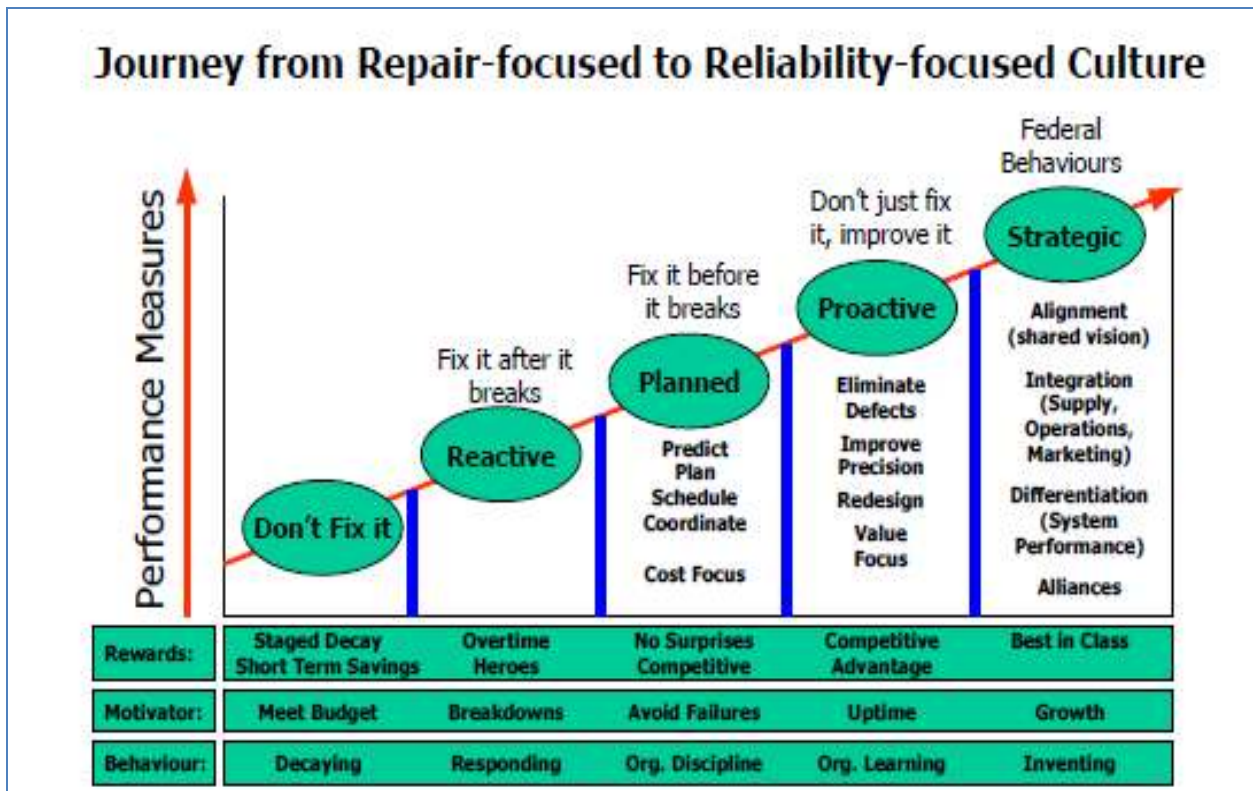 Journey from Repair-focused to Reliability-focused Culture
Performance Measures
Don't Fix it
Fix it after it
breaks
Reactive
Fix it before
it breaks
Planned
Predict
Plan
Schedule
Coordinate
Cost Focus
Don't just fix
it, improve it
Proactive
Eliminate
Defects
Improve
Precision
Redesign
Value
Focus
Federal
Behaviours
Strategic
Alignment
(shared vision)
Integration
(Supply,
Operations,
Marketing)
Differentiation
(System
Performance)
Alliances
Rewards:
Staged Decay
Short Term Savings
Overtime
Heroes
No Surprises
Competitive
Competitive
Advantage
Best in Class
Motivator:
Meet Budget
Breakdowns
Avoid Failures
Uptime
Growth
Behaviour:
Decaying
Responding
Org. Discipline
Org. Learning
Inventing